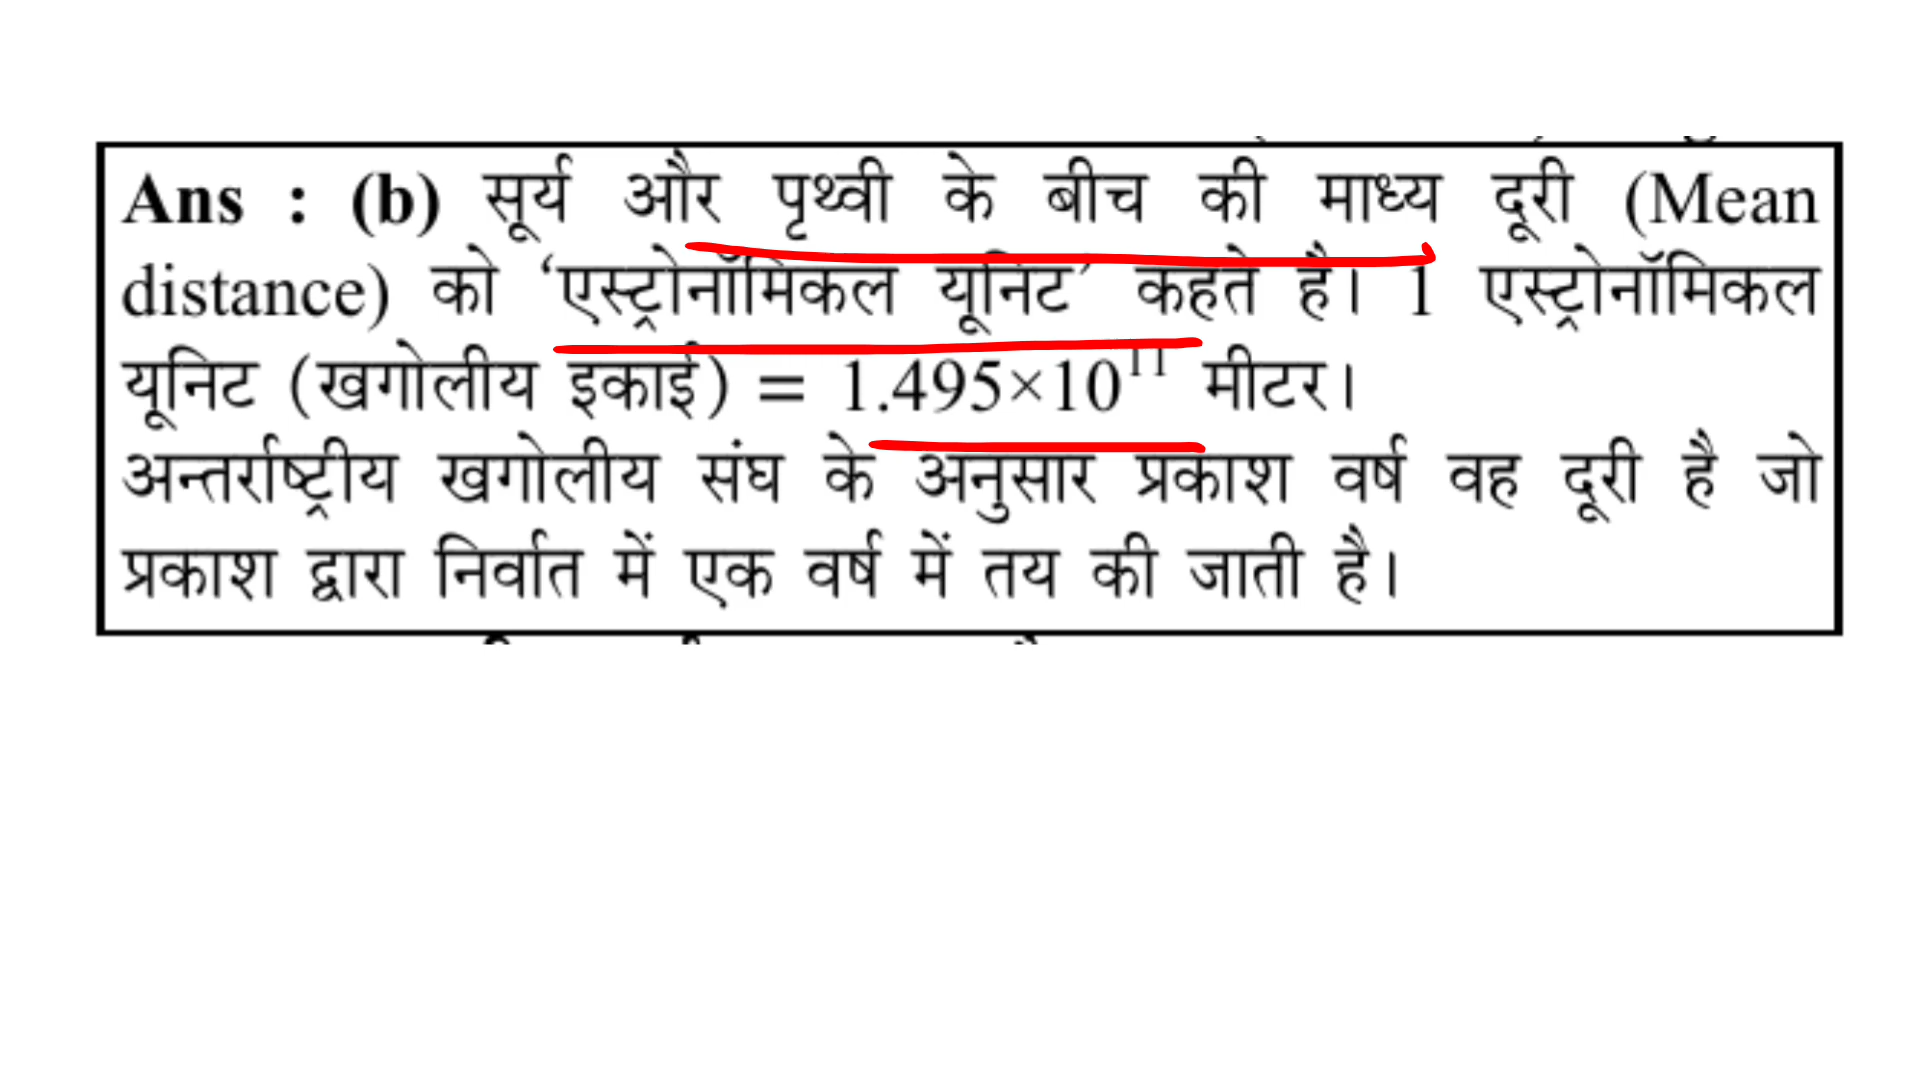 Ans : (b) सूर्य और पृथ्वी के बीच की माध्य दूरी (Mean
distance) को ‘एस्ट्रोनॉमिकल यूनिट’ कहते है। 1 एस्ट्रोनॉमिकल
यूनिट (खगोलीय इकाई) = 1.495×10¹¹ मीटर।
अन्तर्राष्ट्रीय खगोलीय संघ के अनुसार प्रकाश वर्ष वह दूरी है जो
प्रकाश द्वारा निर्वात में एक वर्ष में तय की जाती है।